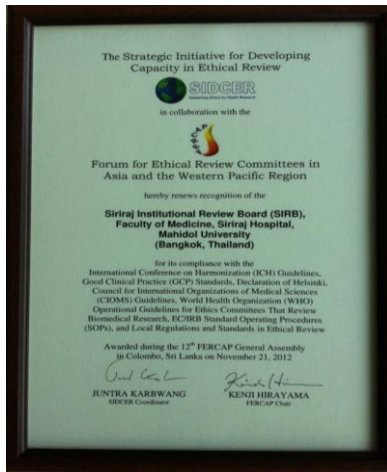 The Strategic Initiative for Developing
Capacity in Ethical Review
SIDCER
in collaboration with the
FERCAP
Forum for Ethical Review Committees in
Asia and the Western Pacific Region
hereby renews recognition of the
Siriraj Institutional Review Board (SIRB),
Faculty of Medicine, Siriraj Hospital,
Mahidol University
(Bangkok, Thailand)
for its compliance with the
International Conference on Harmonization (ICH) Guidelines,
Good Clinical Practice (GCP) Standards, Declaration of Helsinki,
Council for International Organizations of Medical Sciences
(CIOMS) Guidelines, World Health Organization (WHO)
Operational Guidelines for Ethics Committees That Review
Biomedical Research, EC/IRB Standard Operating Procedures
(SOPs), and Local Regulations and Standards in Ethical Review
Awarded during the 12th FERCAP General Assembly
in Colombo, Sri Lanka on November 21, 2012
JUNTRA KARBWANG
KENJI HIRAYAMA
SIDCER Coordinator
FERCAP Chair